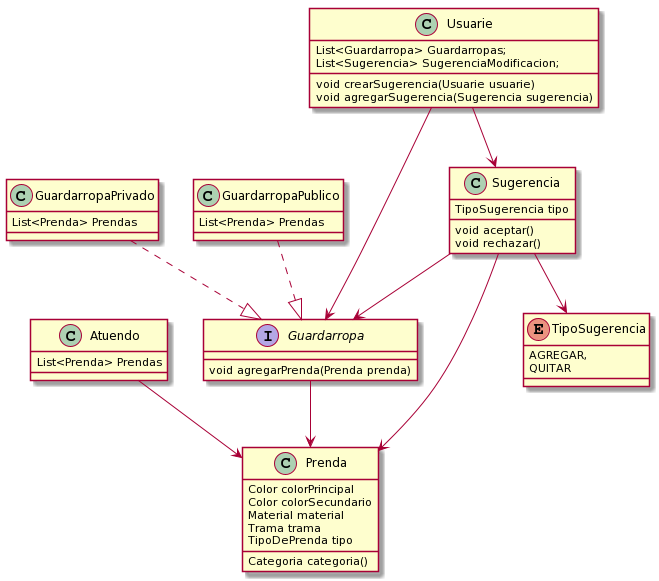 C Usuarie
List<Guardarropa> Guardarropas;
List<Sugerencia> SugerenciaModificacion;
void crearSugerencia(Usuarie usuarie)
void agregarSugerencia(Sugerencia sugerencia)
C GuardarropaPrivado
List<Prenda> Prendas
C GuardarropaPublico
List<Prenda> Prendas
C Sugerencia
TipoSugerencia tipo
void aceptar()
void rechazar()
C Atuendo
List<Prenda> Prendas
I Guardarropa
void agregarPrenda(Prenda prenda)
E TipoSugerencia
AGREGAR,
QUITAR
C Prenda
Color colorPrincipal
Color colorSecundario
Material material
Trama trama
TipoDePrenda tipo
Categoria categoria()